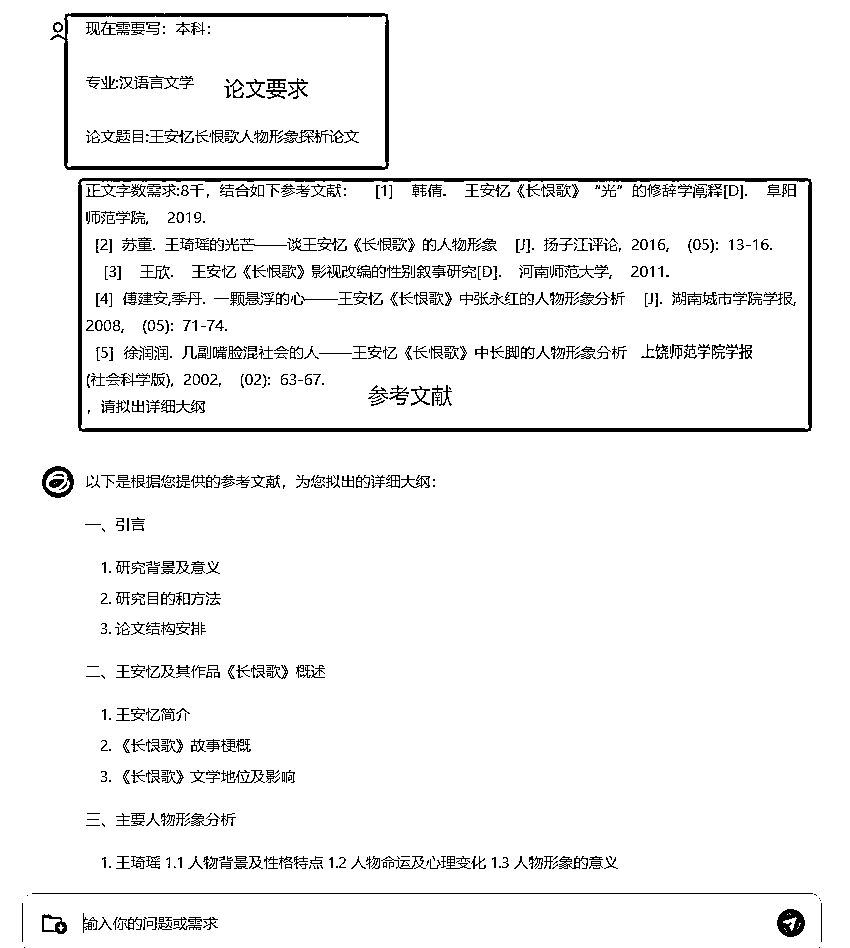 现在需要写：本科：
专业:汉语言文学
论文要求
论文题目:王安忆长恨歌人物形象探析论文
正文字数需求:8千，结合如下参考文献： [1] 韩倩. 王安忆《长恨歌》“光”的修辞学阐释[D]. 阜阳
师范学院, 2019.
[2] 苏童. 王琦瑶的光芒——谈王安忆《长恨歌》的人物形象 [J]. 扬子江评论, 2016, (05): 13-16.
[3] 王欣. 王安忆《长恨歌》影视改编的性别叙事研究[D]. 河南师范大学, 2011.
[4] 傅建安,季丹. 一颗悬浮的心——王安忆《长恨歌》中张永红的人物形象分析 [J]. 湖南城市学院学报,
2008, (05): 71-74.
[5] 徐润润. 几副嘴脸混社会的人——王安忆《长恨歌》中长脚的人物形象分析 上饶师范学院学报
(社会科学版), 2002, (02): 63-67.
参考文献
，请拟出详细大纲
以下是根据您提供的参考文献，为您拟出的详细大纲：
一、引言
1. 研究背景及意义
2. 研究目的和方法
3. 论文结构安排
二、王安忆及其作品《长恨歌》概述
1. 王安忆简介
2. 《长恨歌》故事梗概
3. 《长恨歌》文学地位及影响
三、主要人物形象分析
1. 王琦瑶 1.1 人物背景及性格特点 1.2 人物命运及心理变化 1.3 人物形象的意义
输入你的问题或需求